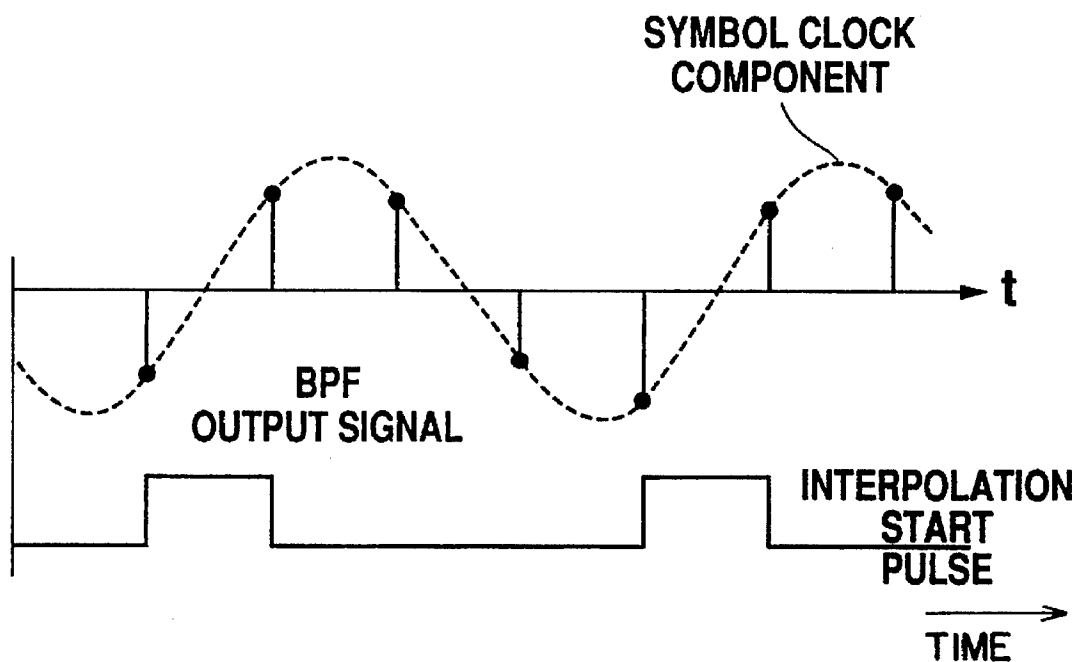 SYMBOL CLOCK
COMPONENT
t
BPF
OUTPUT SIGNAL
INTERPOLATION
START
PULSE
TIME